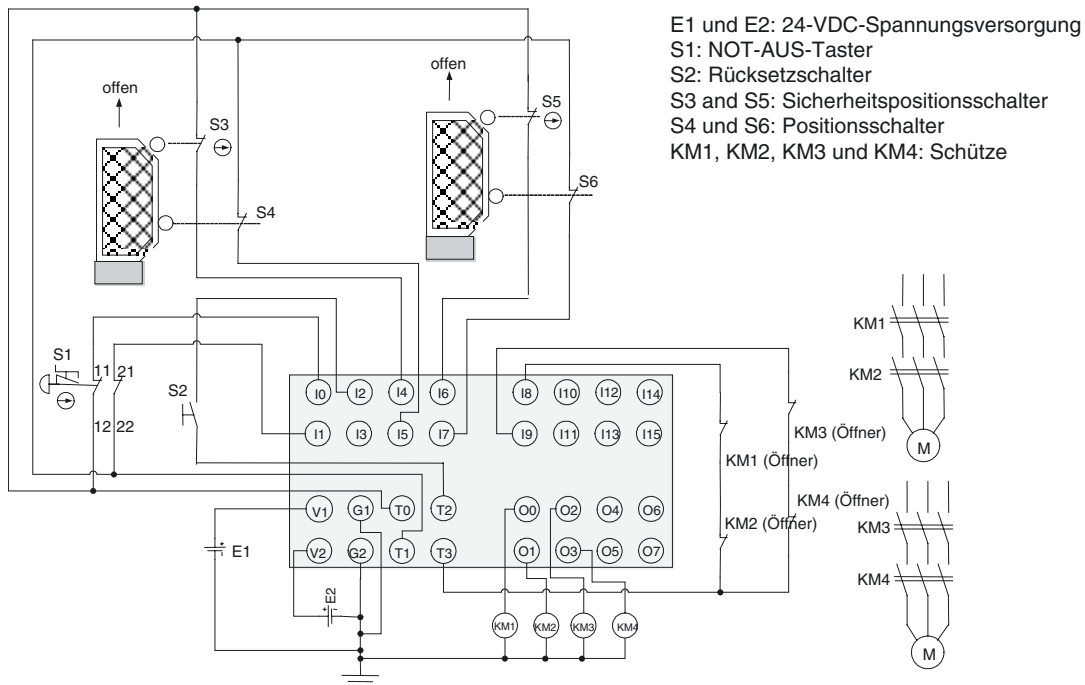 E1 und E2: 24-VDC-Spannungsversorgung
S1: NOT-AUS-Taster
S2: Rücksetzschalter
S3 and S5: Sicherheitspositionsschalter
S4 und S6: Positionsschalter
KM1, KM2, KM3 und KM4: Schütze
offen
offen
S3
S5
S4
S6
S1
11 21
12 22
S2
I0 I2 I4 I6 I8 I10 I12 I14
I1 I3 I5 I7 I9 I11 I13 I15
V1 G1 T0 T2 O0 O2 O4 O6
V2 G2 T1 T3 O1 O3 O5 O7
E1
+
E2
+ -
KM1 KM2 KM3 KM4
KM3 (Öffner)
KM1 (Öffner)
KM4 (Öffner)
KM2 (Öffner)
KM1
KM2
M
KM3
KM4
M